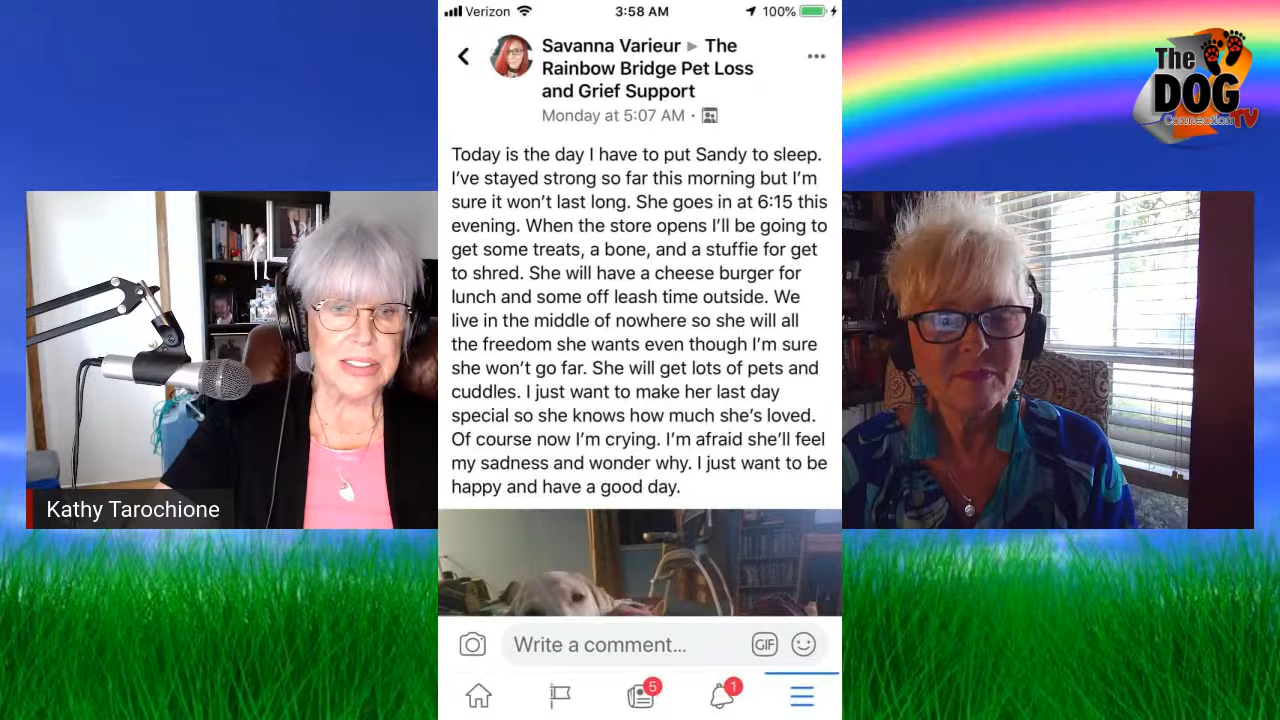 Verizon
3:58 AM
100%
Savanna Varieur ▸ The
Rainbow Bridge Pet Loss
and Grief Support
Monday at 5:07 AM ·
Today is the day I have to put Sandy to sleep.
I’ve stayed strong so far this morning but I’m
sure it won’t last long. She goes in at 6:15 this
evening. When the store opens I’ll be going to
get some treats, a bone, and a stuffie for get
to shred. She will have a cheese burger for
lunch and some off leash time outside. We
live in the middle of nowhere so she will all
the freedom she wants even though I’m sure
she won’t go far. She will get lots of pets and
cuddles. I just want to make her last day
special so she knows how much she’s loved.
Of course now I’m crying. I’m afraid she’ll feel
my sadness and wonder why. I just want to be
happy and have a good day.
Write a comment...
GIF
5
1
The
DOG
Connection TV
Kathy Tarochione